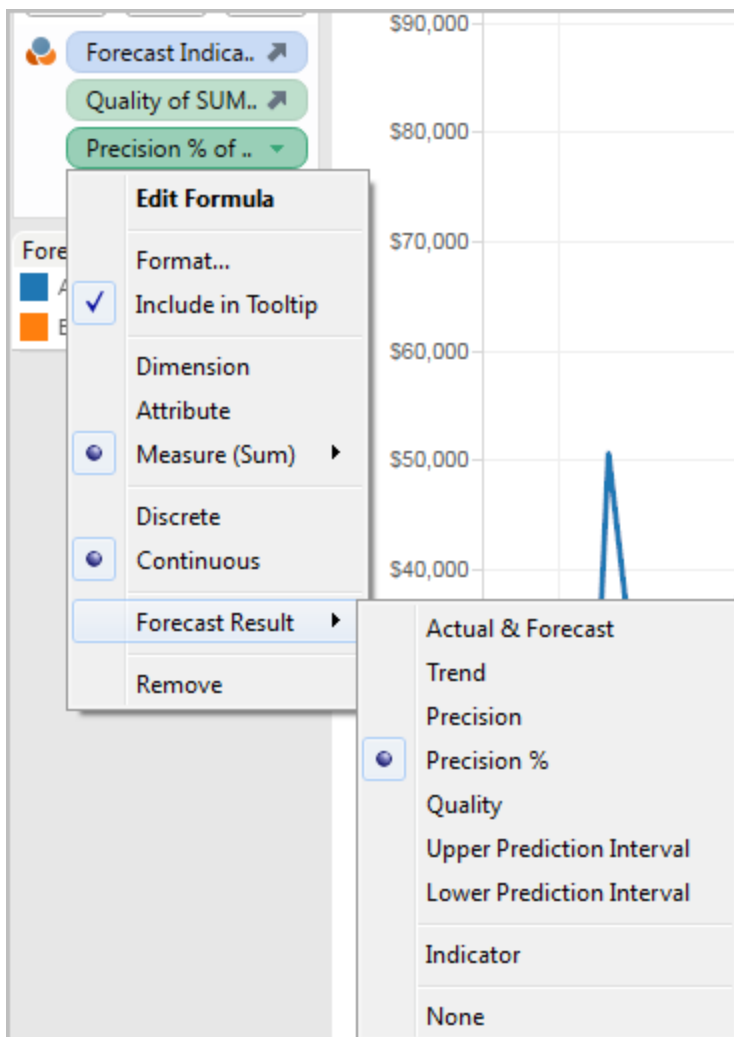 $90,000
Forecast Indica..
Quality of SUM..
$80,000
Precision % of ..
Edit Formula
Fore
$70,000
Format...
A
Include in Tooltip
E
$60,000
Dimension
Attribute
Measure (Sum)
$50,000
Discrete
Continuous
$40,000
Forecast Result
Actual & Forecast
Trend
Remove
Precision
Precision %
Quality
Upper Prediction Interval
Lower Prediction Interval
Indicator
None